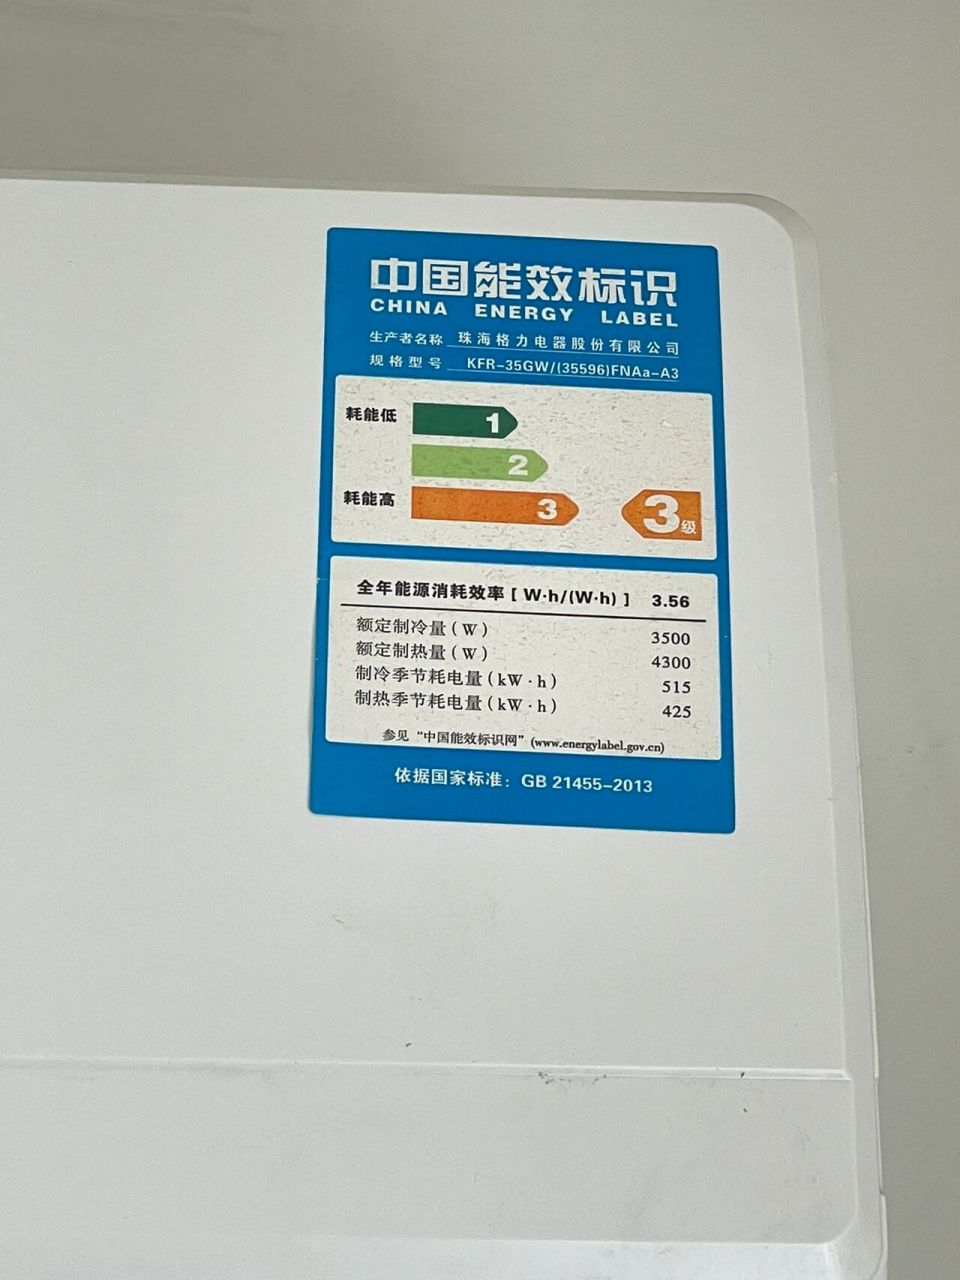 中国能效标识
CHINA ENERGY LABEL
生产者名称 珠海格力电器股份有限公司
规格型号 KFR-35GW/(35596)FNAa-A3
耗能低 1
2
耗能高 3 3级
全年能源消耗效率[W·h/(W·h)] 3.56
额定制冷量(W) 3500
额定制热量(W) 4300
制冷季节耗电量(kW·h) 515
制热季节耗电量(kW·h) 425
参见“中国能效标识网”(www.energylabel.gov.cn)
依据国家标准: GB 21455-2013